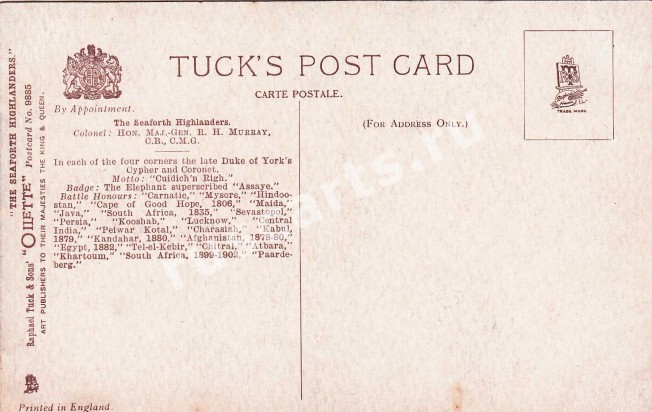 TUCK'S POST CARD
CARTE POSTALE.
(FOR ADDRESS ONLY.)
TRADE MARK
By Appointment.
The Seaforth Highlanders.
Colonel: HON. MAJ.-GEN. R. H. MURRAY,
C.B., C.M.G.
In each of the four corners the late Duke of York's
Cypher and Coronet.
Motto: "Cuidich'n Righ."
Badge: The Elephant superscribed "Assaye."
Battle Honours: "Carnatic," "Mysore," "Hindoo-
stan," "Cape of Good Hope, 1806," "Maida,"
"Java," "South Africa, 1835," "Sevastopol,"
"Persia," "Kooshab," "Lucknow," "Central
India," "Peiwar Kotal," "Charasiah," "Kabul,
1879," "Kandahar, 1880," "Afghanistan, 1878-80,"
"Egypt, 1882," "Tel-el-Kebir," "Chitral," "Atbara,"
"Khartoum," "South Africa, 1899-1902," "Paarde-
berg."
"THE SEAFORTH HIGHLANDERS."
Raphael Tuck & Sons' "OILETTE" Postcard No. 9885
ART PUBLISHERS TO THEIR MAJESTIES THE KING & QUEEN.
Printed in England.